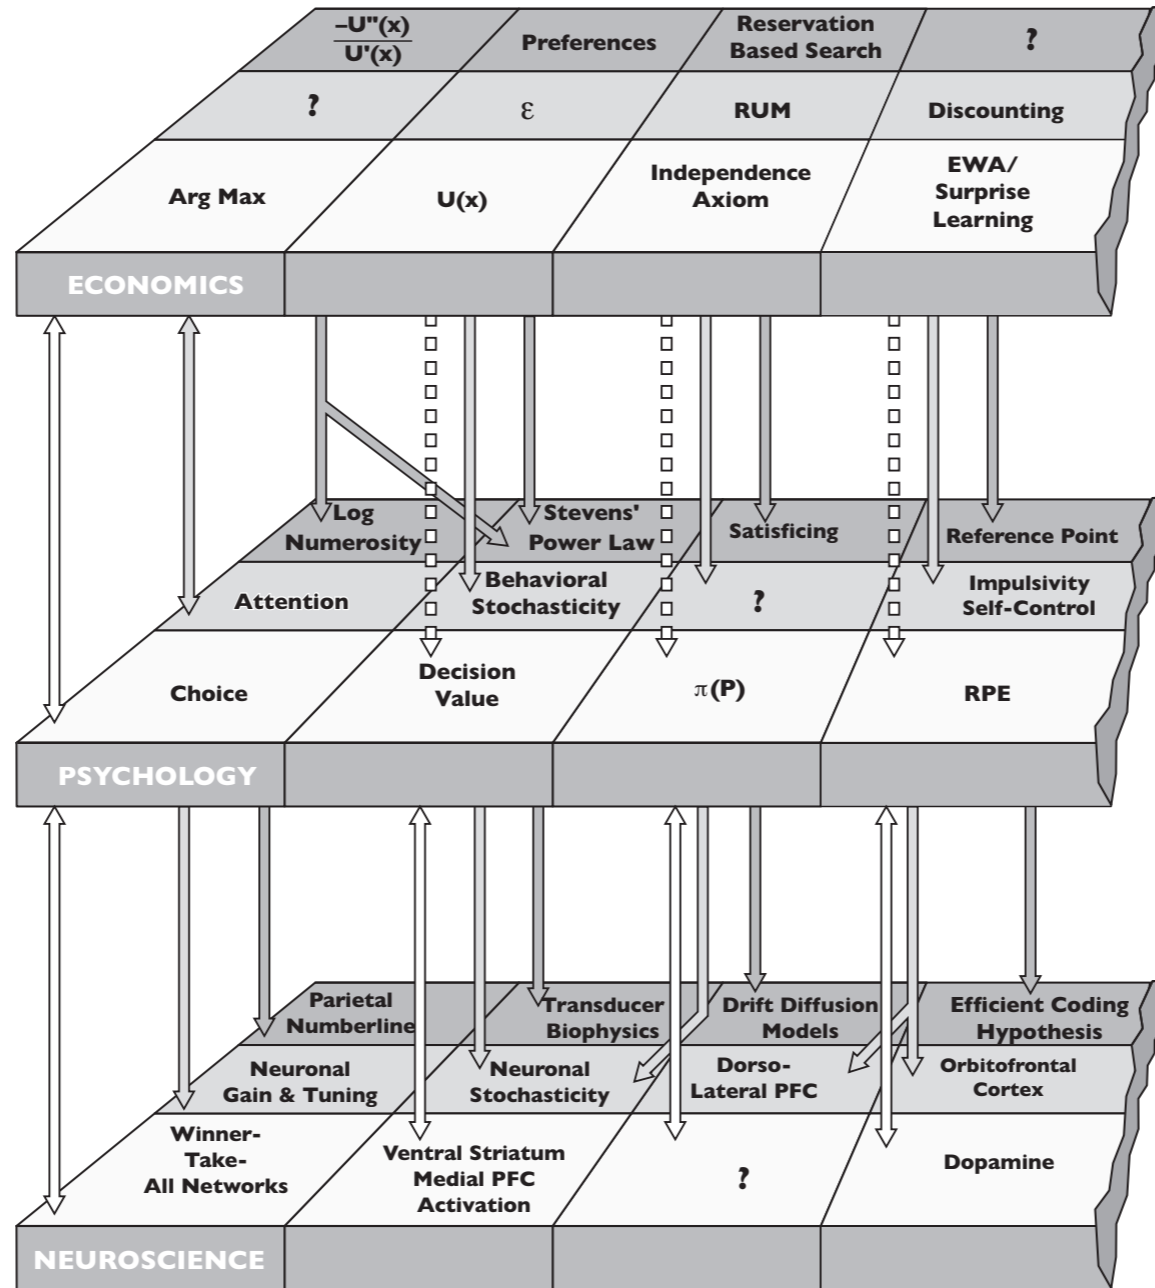 –U"(x)
U'(x)
Preferences
Reservation
Based Search
?
?
ε
RUM
Discounting
Arg Max
U(x)
Independence
Axiom
EWA/
Surprise
Learning
ECONOMICS
Log
Numerosity
Stevens'
Power Law
Satisficing
Reference Point
Attention
Behavioral
Stochasticity
?
Impulsivity
Self-Control
Choice
Decision
Value
π(P)
RPE
PSYCHOLOGY
Parietal
Numberline
Transducer
Biophysics
Drift Diffusion
Models
Efficient Coding
Hypothesis
Neuronal
Gain & Tuning
Neuronal
Stochasticity
Dorso-
Lateral PFC
Orbitofrontal
Cortex
Winner-
Take-
All Networks
Ventral Striatum
Medial PFC
Activation
?
Dopamine
NEUROSCIENCE